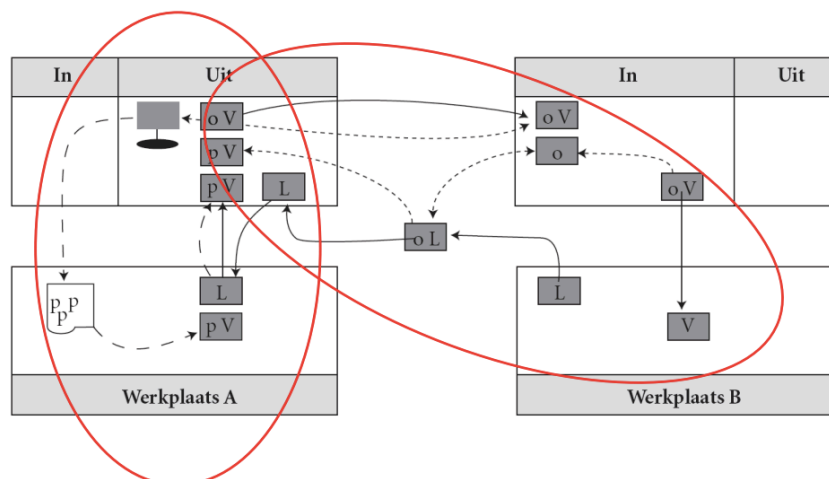 In Uit
In Uit
o V
p V
p V
L
o V
o
o V
o L
L
p V
p p p
L
V
Werkplaats A
Werkplaats B